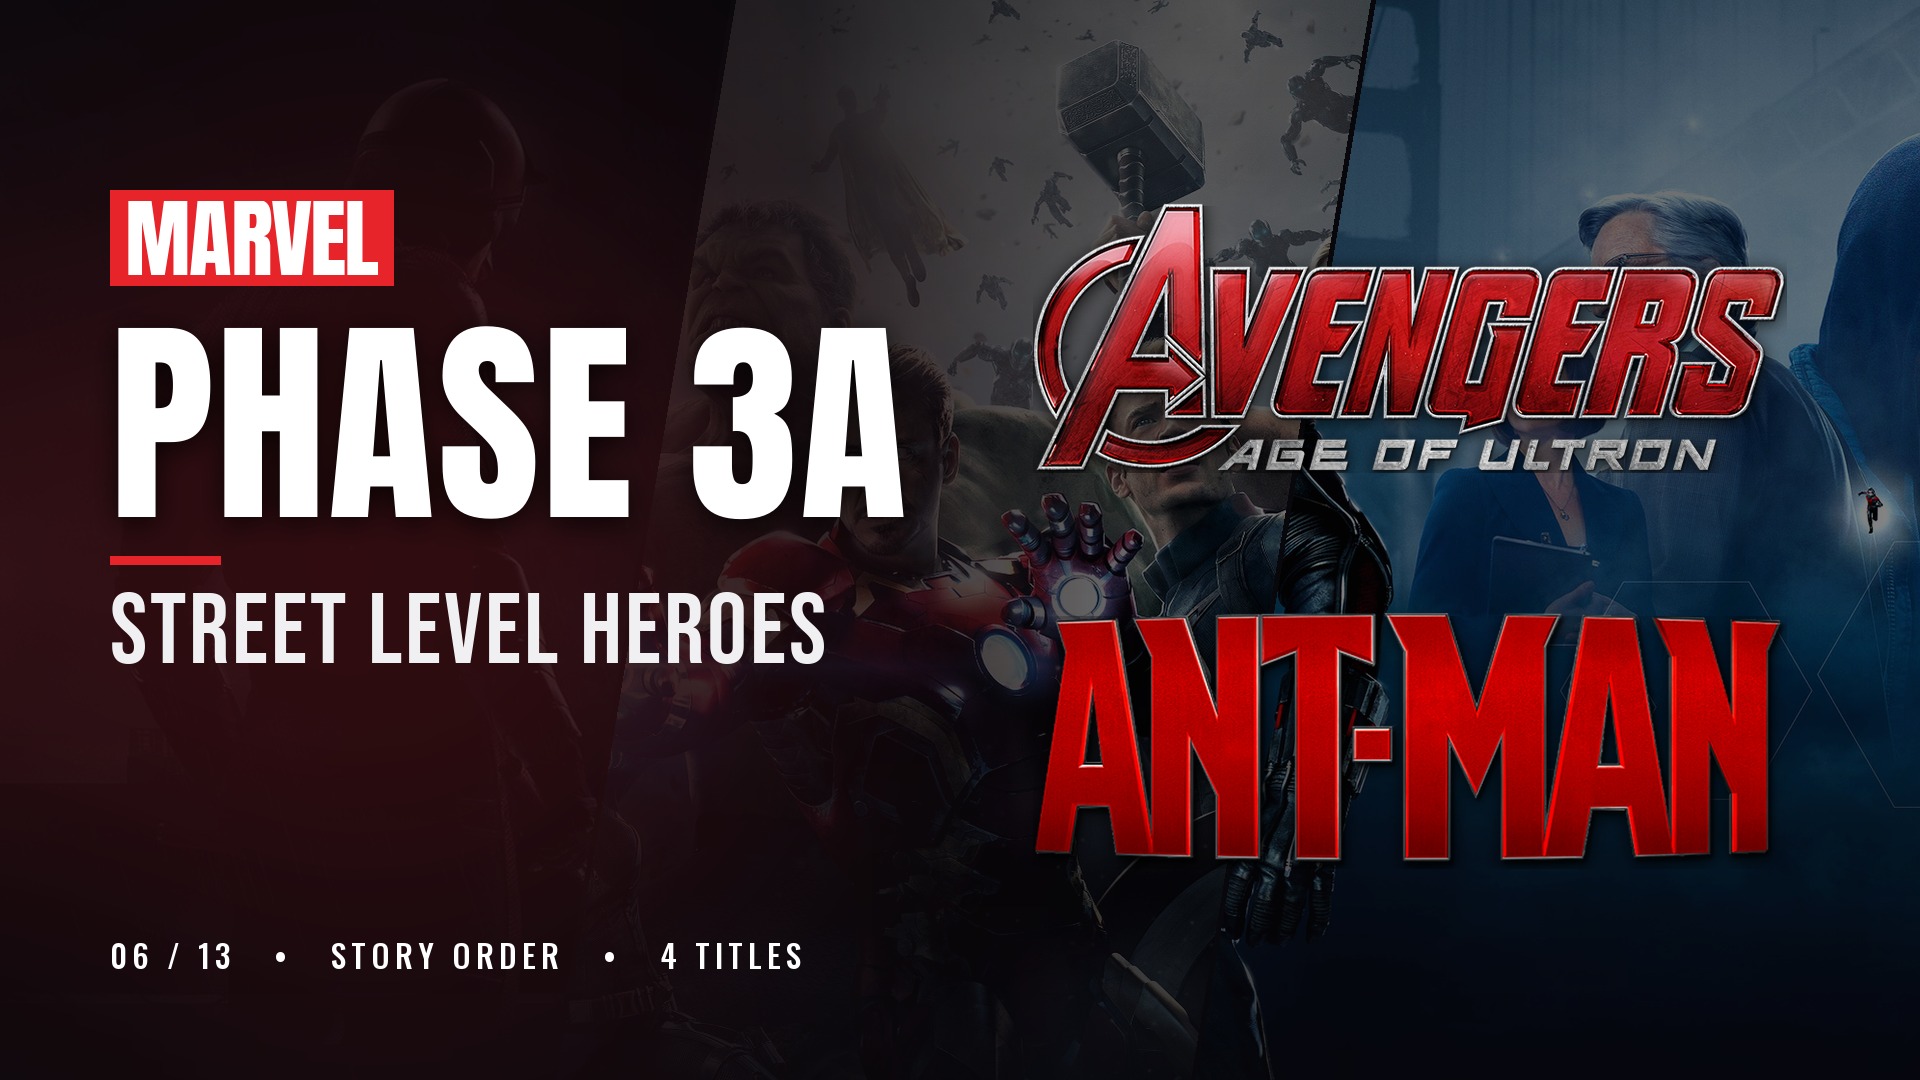 MARVEL
PHASE 3A
STREET LEVEL HEROES
06 / 13 • STORY ORDER • 4 TITLES
AVENGERS
AGE OF ULTRON
ANT-MAN